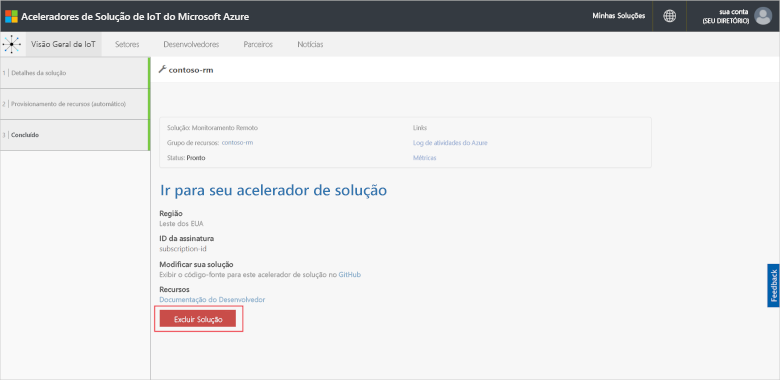 Aceleradores de Solução de IoT do Microsoft Azure
Minhas Soluções
sua conta
(SEU DIRETÓRIO)
Visão Geral de IoT
Setores
Desenvolvedores
Parceiros
Notícias
1 | Detalhes da solução
2 | Provisionamento de recursos (automático)
3 | Concluído
contoso-rm
Solução: Monitoramento Remoto
Links
Grupo de recursos: contoso-rm
Log de atividades do Azure
Status: Pronto
Métricas
Ir para seu acelerador de solução
Região
Leste dos EUA
ID da assinatura
subscription-id
Modificar sua solução
Exibir o código-fonte para este acelerador de solução no GitHub
Recursos
Documentação do Desenvolvedor
Excluir Solução
Feedback